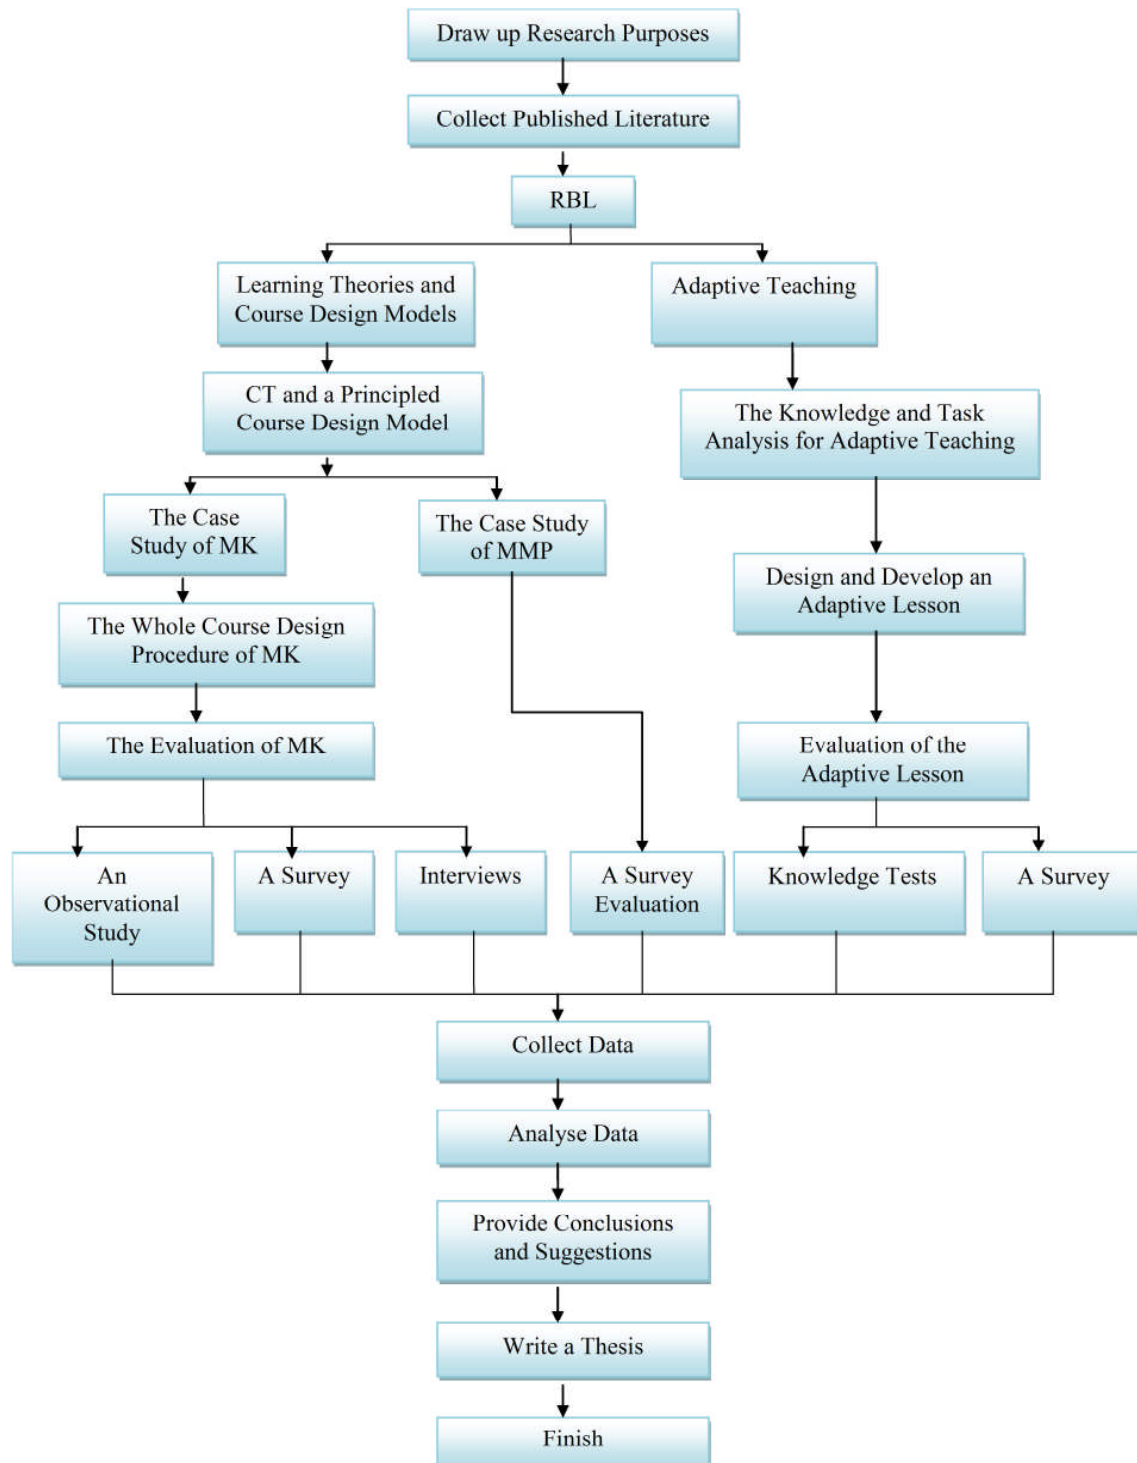 Draw up Research Purposes
Collect Published Literature
RBL
Learning Theories and
Course Design Models
Adaptive Teaching
CT and a Principled
Course Design Model
The Knowledge and Task
Analysis for Adaptive Teaching
The Case
Study of MK
The Case Study
of MMP
Design and Develop an
Adaptive Lesson
The Whole Course Design
Procedure of MK
The Evaluation of MK
Evaluation of the
Adaptive Lesson
An
Observational
Study
A Survey
Interviews
A Survey
Evaluation
Knowledge Tests
A Survey
Collect Data
Analyse Data
Provide Conclusions
and Suggestions
Write a Thesis
Finish